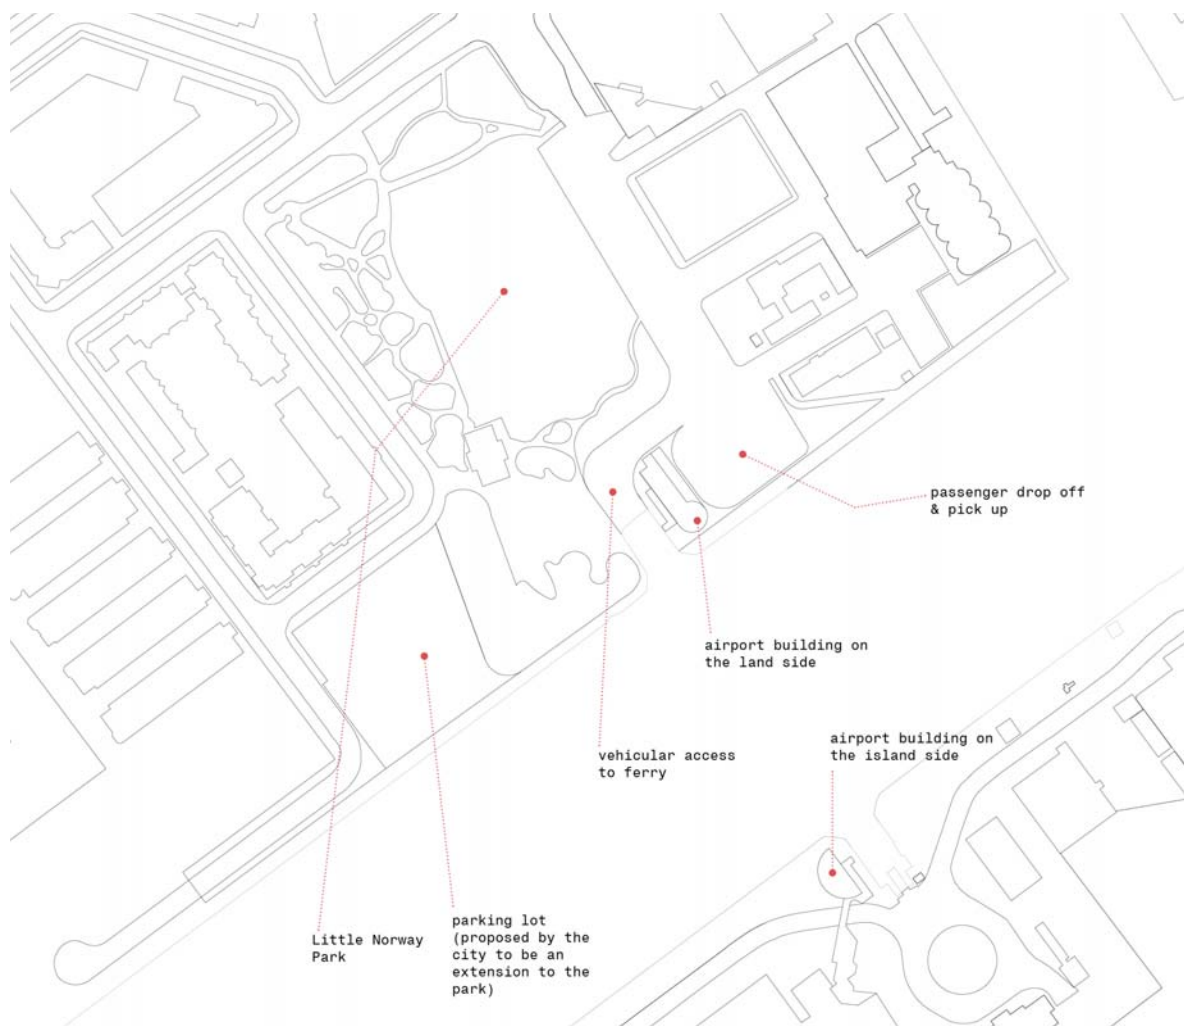 passenger drop off
& pick up
airport building on
the land side
airport building on
the island side
vehicular access
to ferry
parking lot
(proposed by the
city to be an
extension to the
park)
Little Norway
Park